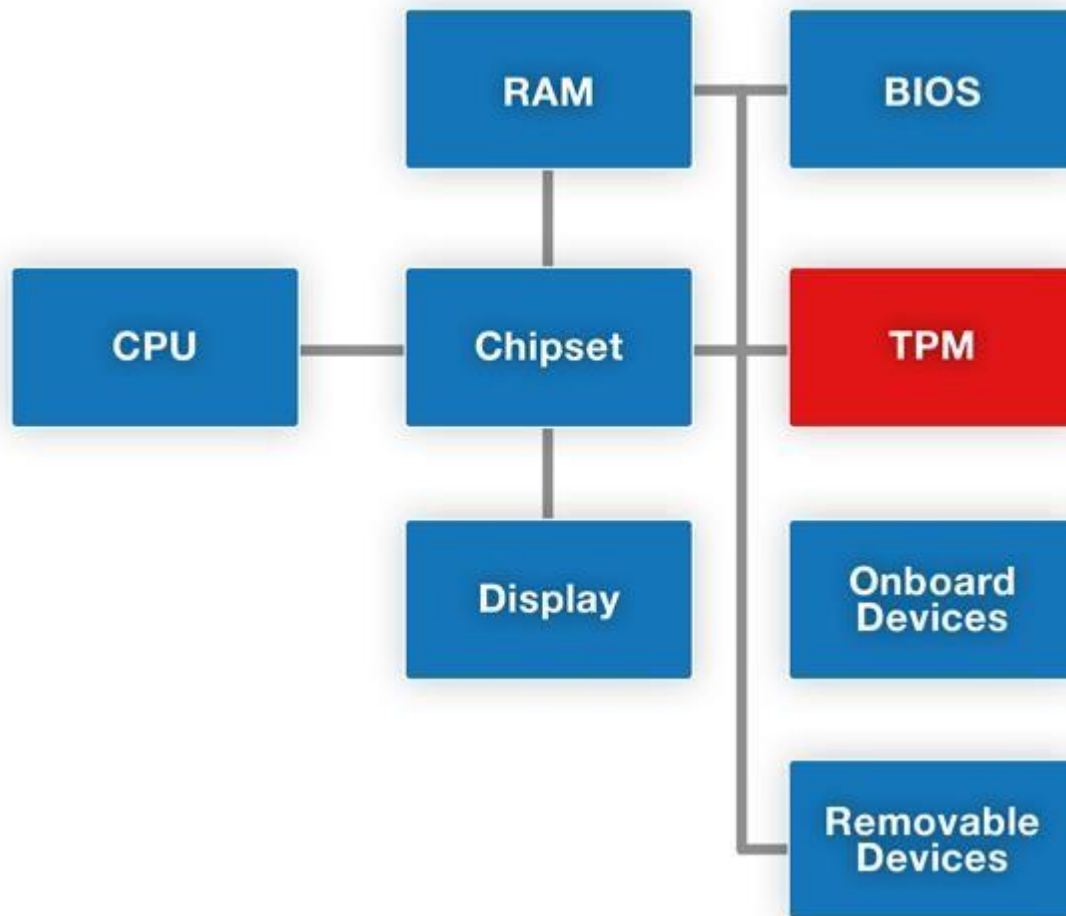 RAM
BIOS
CPU
Chipset
TPM
Display
Onboard
Devices
Removable
Devices